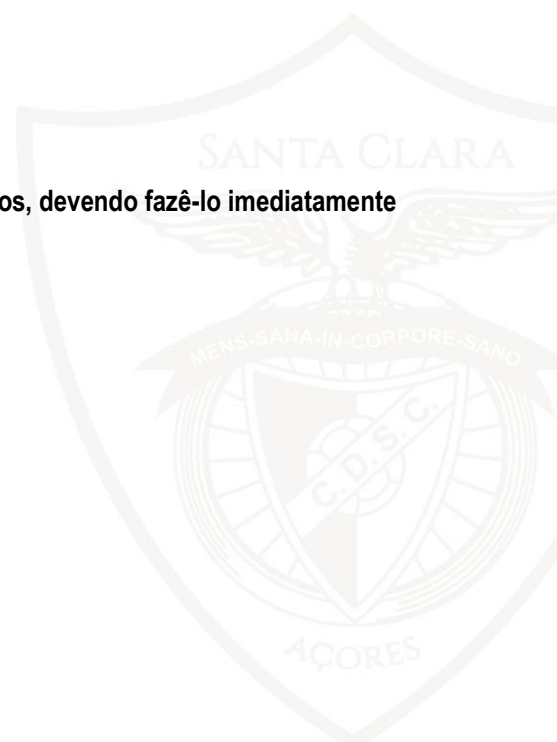 SANTA CLARA
os, devendo fazê-lo imediatamente
MENS-SANA-IN-CORPORE-SANO
C. D. S. C.
AÇORES